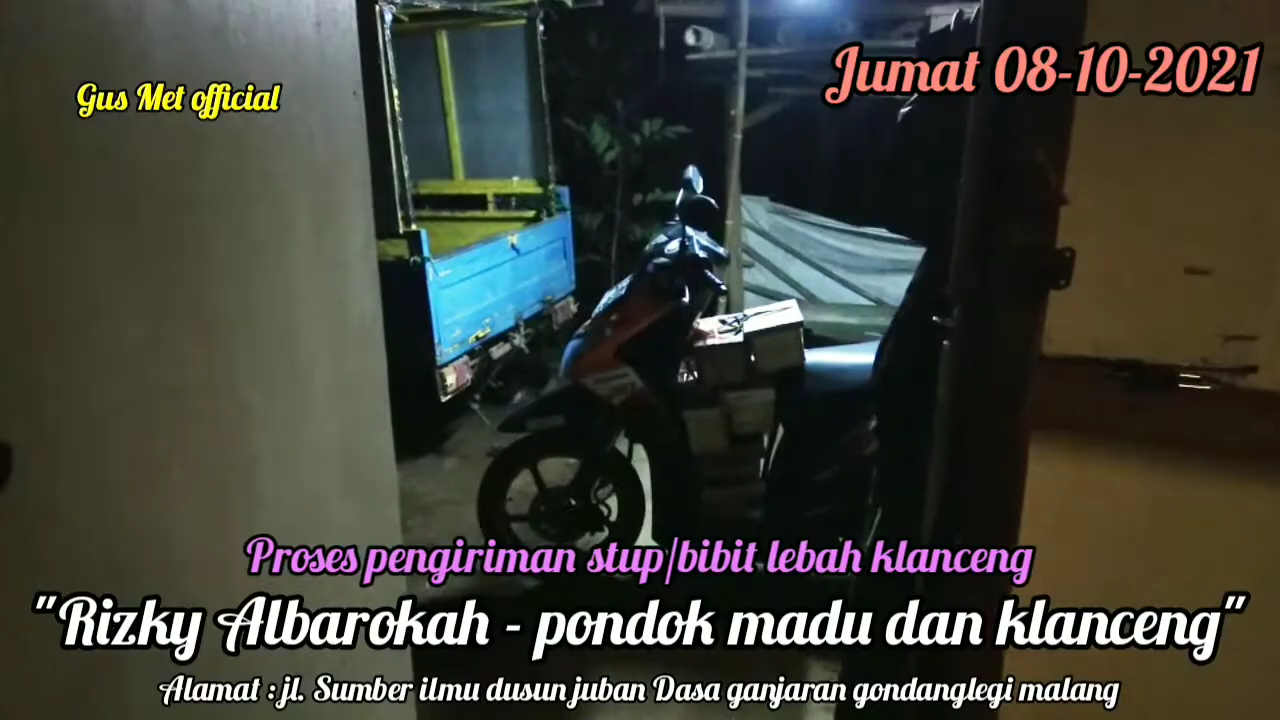 Jumat 08-10-2021
Gus Met official
Proses pengiriman stup/bibit lebah klanceng
"Rizky Albarokah - pondok madu dan klanceng"
Alamat : jl. Sumber ilmu dusun juban Dasa ganjaran gondanglegi malang